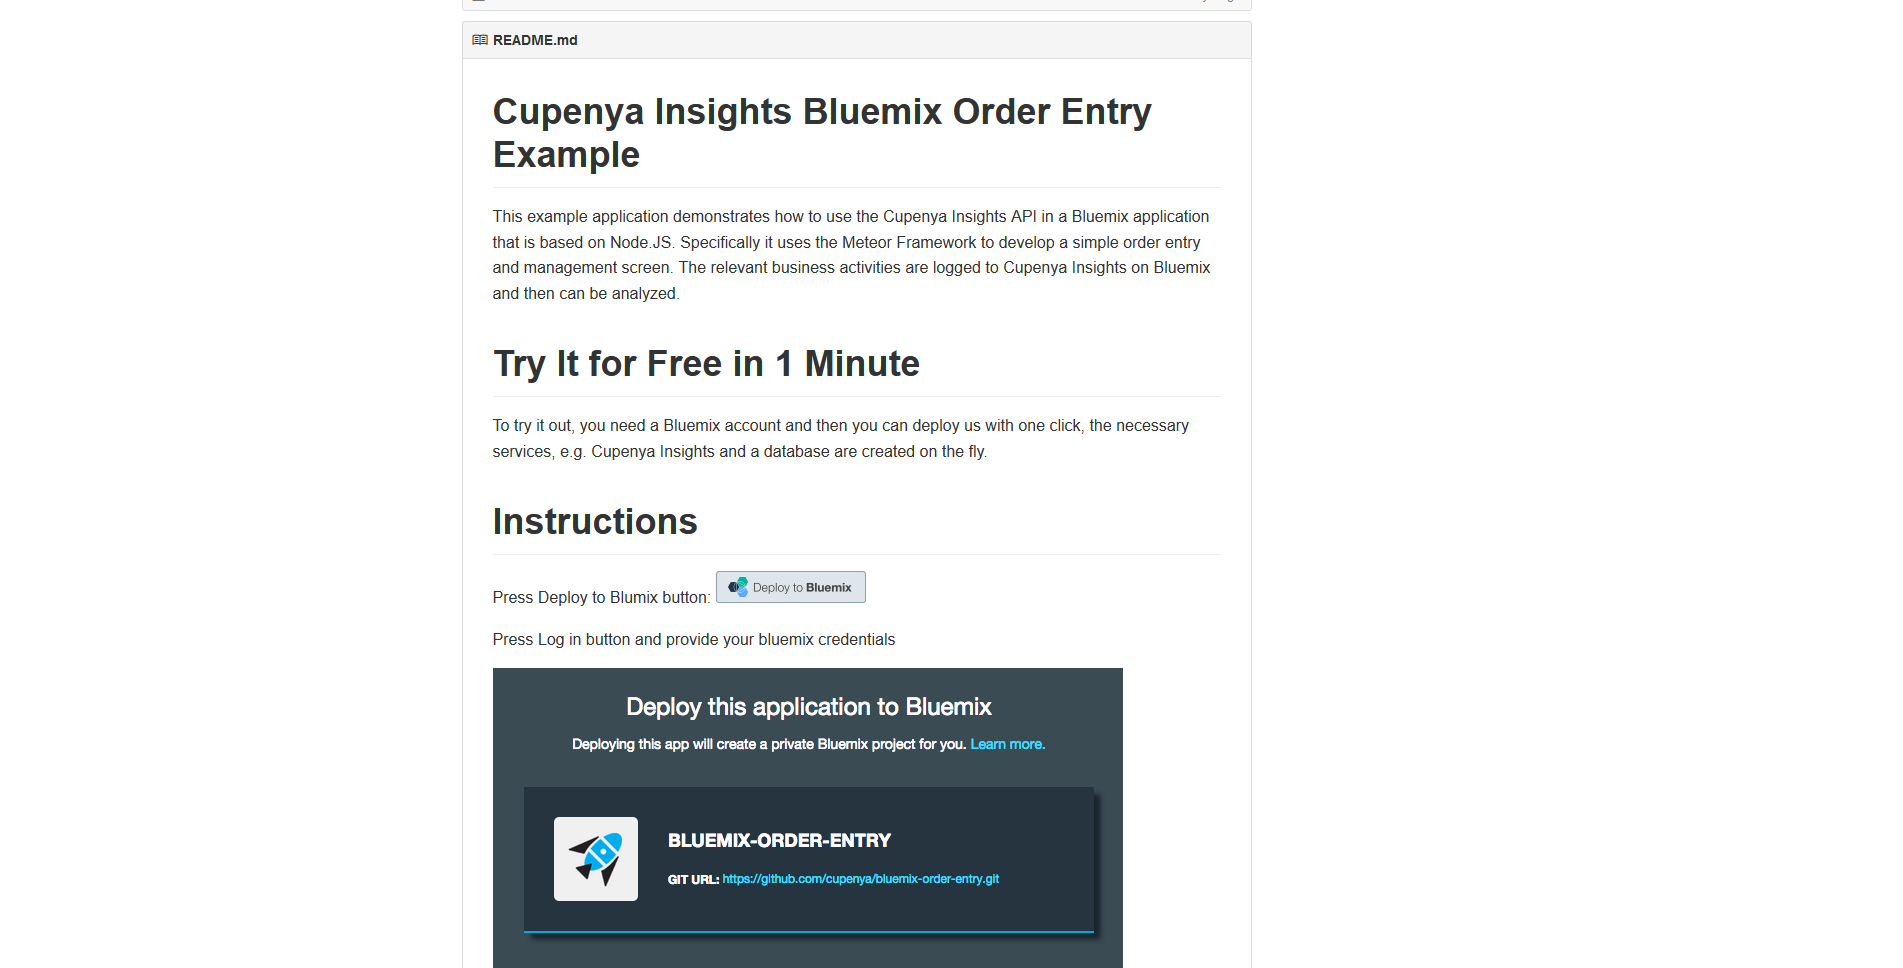 README.md
Cupenya Insights Bluemix Order Entry
Example
This example application demonstrates how to use the Cupenya Insights API in a Bluemix application
that is based on Node.JS. Specifically it uses the Meteor Framework to develop a simple order entry
and management screen. The relevant business activities are logged to Cupenya Insights on Bluemix
and then can be analyzed.
Try It for Free in 1 Minute
To try it out, you need a Bluemix account and then you can deploy us with one click, the necessary
services, e.g. Cupenya Insights and a database are created on the fly.
Instructions
Press Deploy to Blumix button: Deploy to Bluemix
Press Log in button and provide your bluemix credentials
Deploy this application to Bluemix
Deploying this app will create a private Bluemix project for you. Learn more.
BLUEMIX-ORDER-ENTRY
GIT URL: https://github.com/cupenya/bluemix-order-entry.git